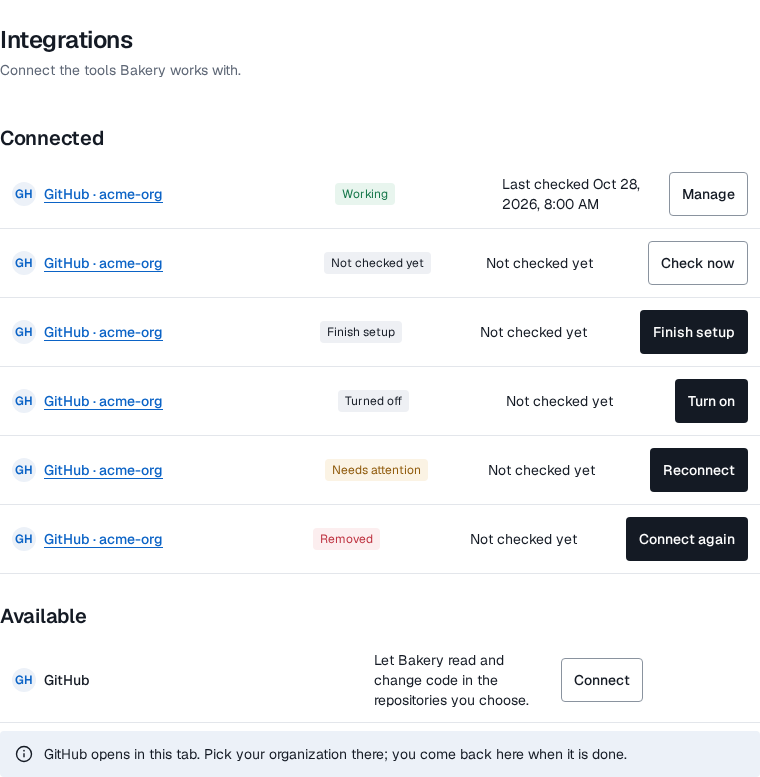 Integrations
Connect the tools Bakery works with.
Connected
GH GitHub · acme-org Working Last checked Oct 28, 2026, 8:00 AM Manage
GH GitHub · acme-org Not checked yet Not checked yet Check now
GH GitHub · acme-org Finish setup Not checked yet Finish setup
GH GitHub · acme-org Turned off Not checked yet Turn on
GH GitHub · acme-org Needs attention Not checked yet Reconnect
GH GitHub · acme-org Removed Not checked yet Connect again
Available
GH GitHub Let Bakery read and change code in the repositories you choose. Connect
GitHub opens in this tab. Pick your organization there; you come back here when it is done.